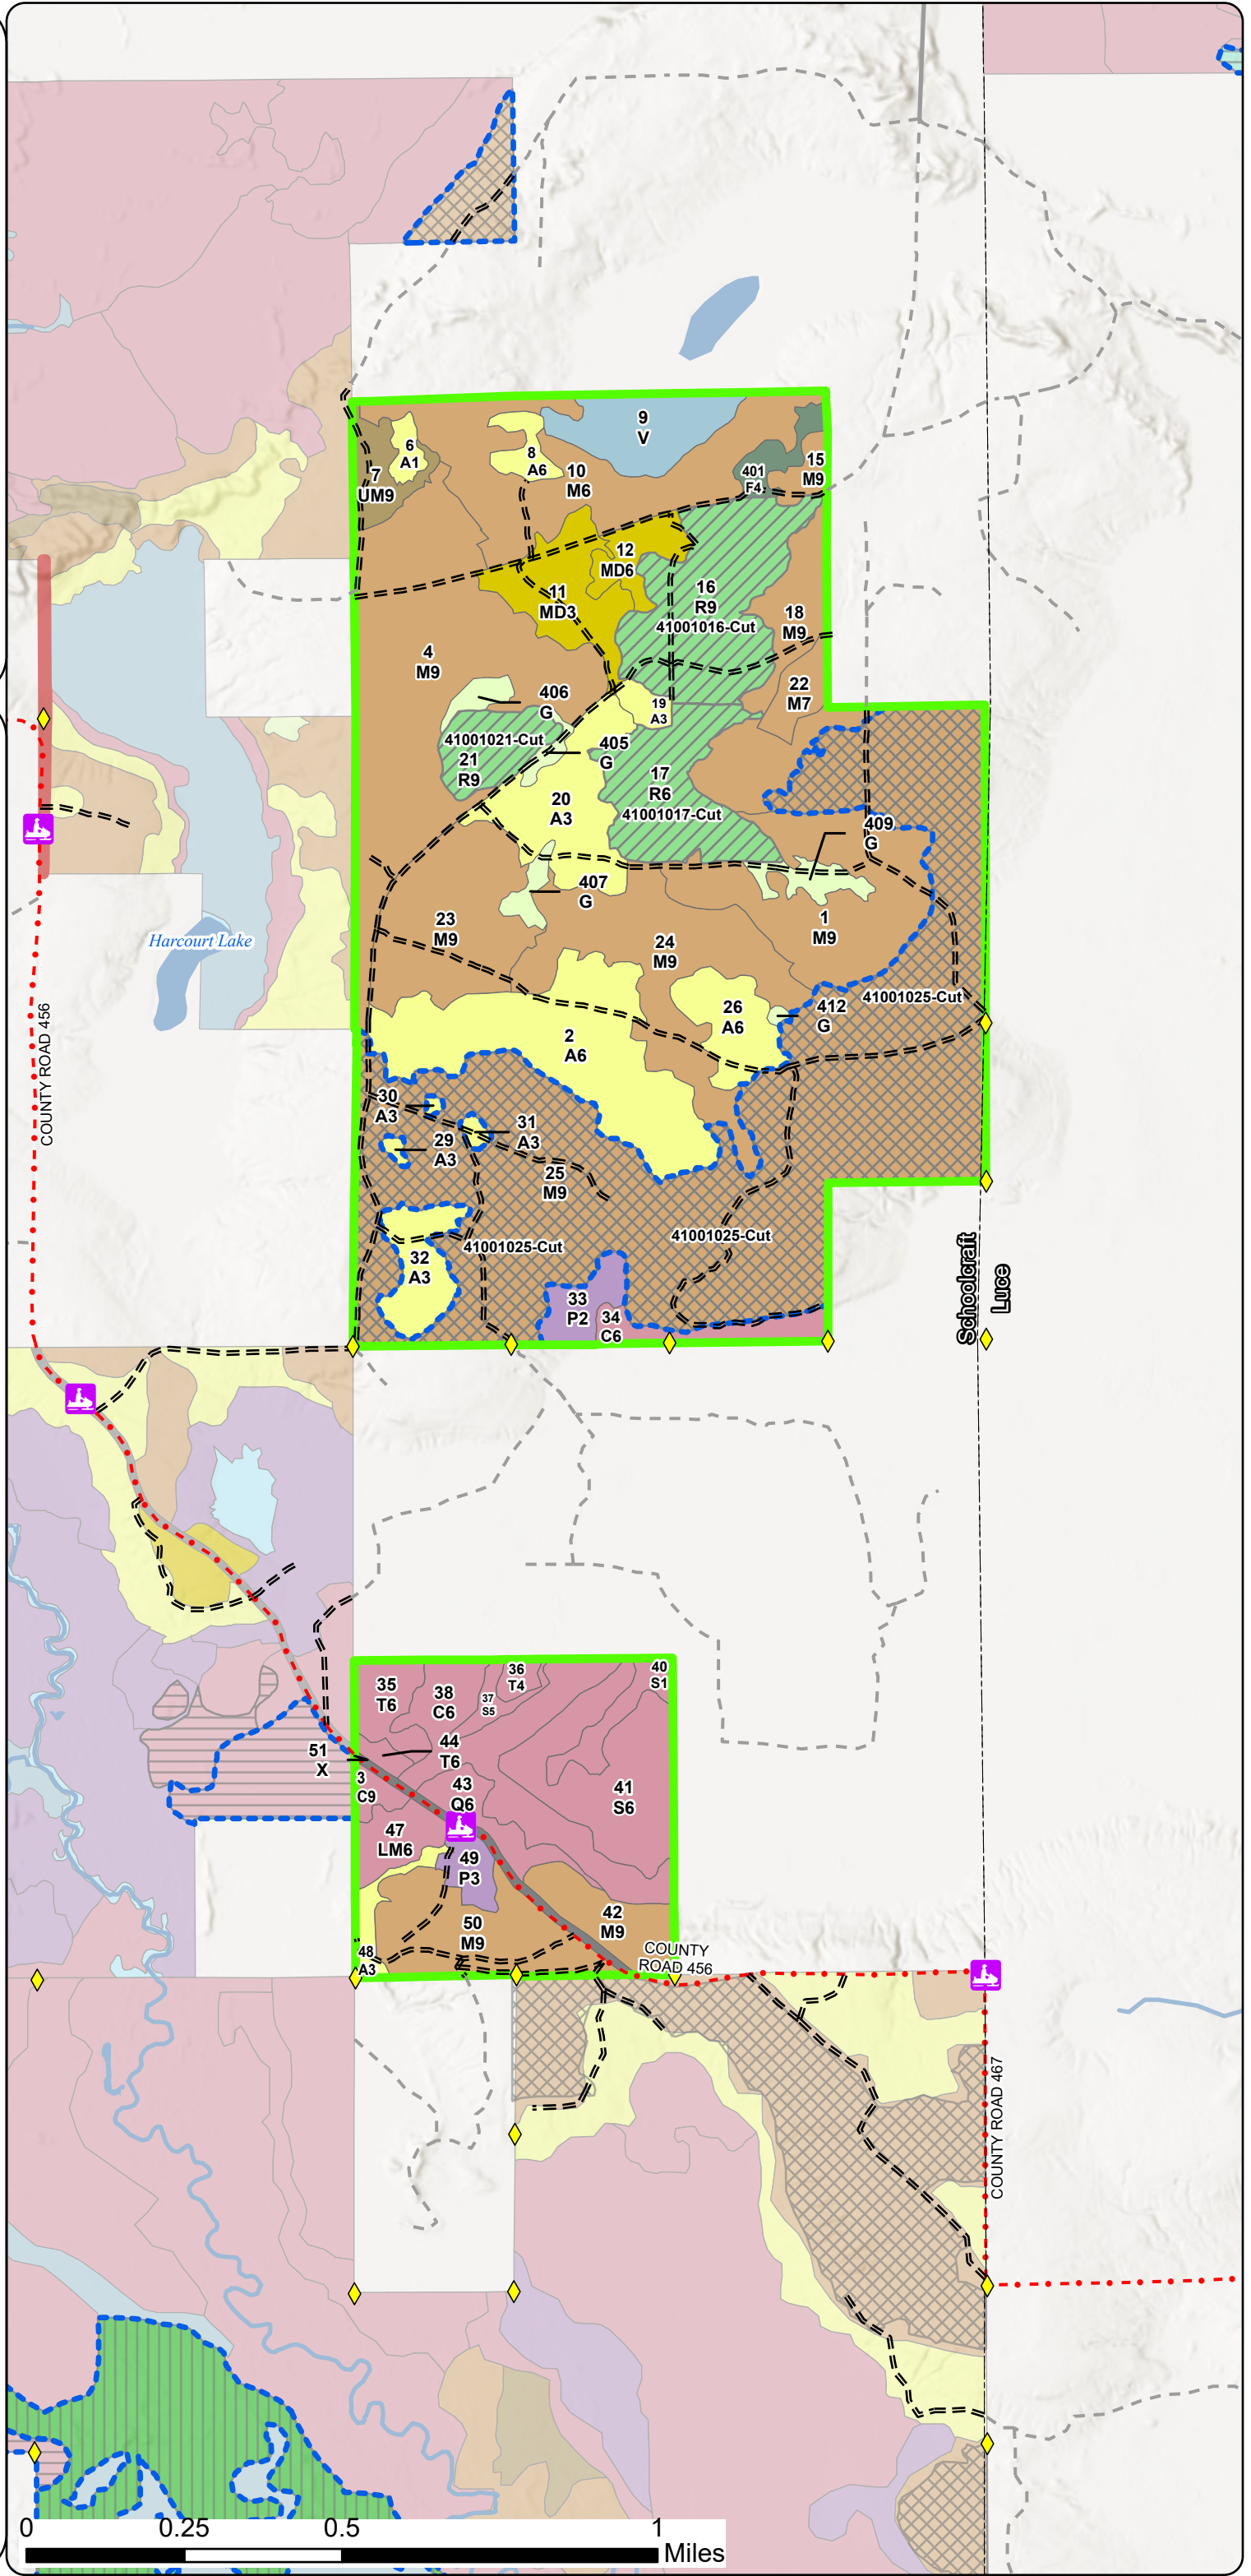 9
V
6
A1
8
A6
7
UM9
10
M6
401
F4
15
M9
12
MD6
11
MD3
16
R9
41001016-Cut
18
M9
4
M9
22
M7
406
G
19
A3
41001021-Cut
21
R9
405
G
17
R6
41001017-Cut
20
A3
409
G
407
G
23
M9
24
M9
1
M9
Harcourt Lake
COUNTY ROAD 456
41001025-Cut
26
A6
412
G
2
A6
30
A3
31
A3
29
A3
25
M9
41001025-Cut
41001025-Cut
32
A3
33
P2
34
C6
Schoolcraft
Luce
35
T6
38
C6
36
T4
37
S5
40
S1
44
T6
51
X
3
C9
43
Q6
41
S6
47
LM6
49
P3
50
M9
42
M9
48
A3
COUNTY
ROAD 456
COUNTY ROAD 467
0 0.25 0.5 1
Miles